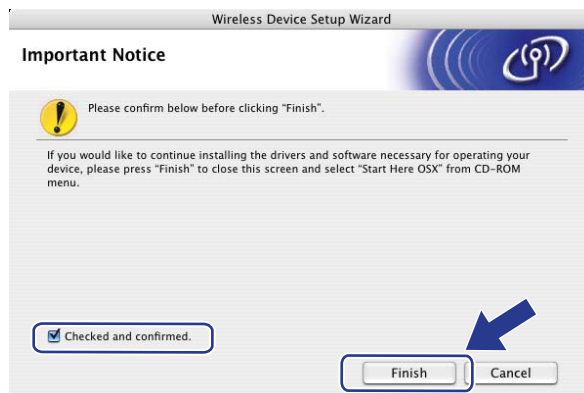 Wireless Device Setup Wizard
Important Notice
Please confirm below before clicking “Finish”.
If you would like to continue installing the drivers and software necessary for operating your
device, please press “Finish” to close this screen and select “Start Here OSX” from CD-ROM
menu.
Checked and confirmed.
Finish
Cancel